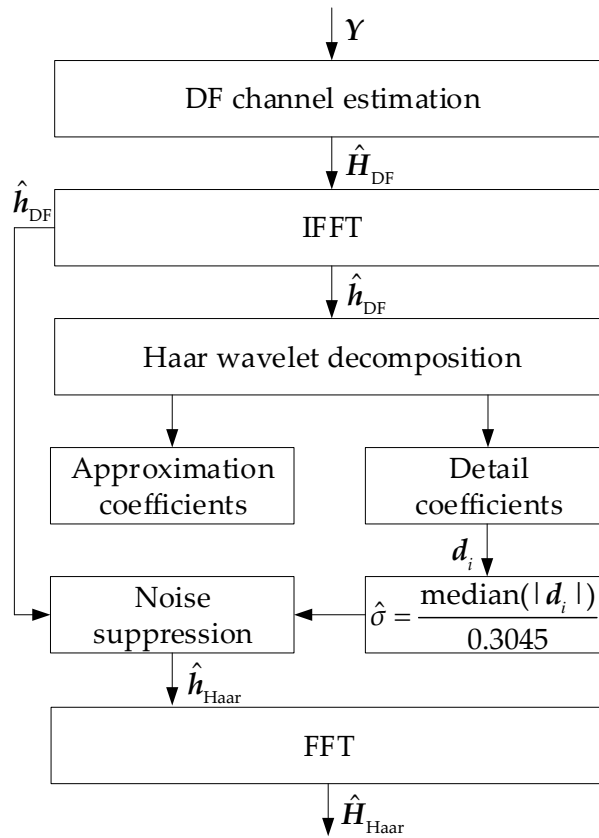 Y
DF channel estimation
Ĥ_DF
ĥ_DF
IFFT
ĥ_DF
Haar wavelet decomposition
Approximation
coefficients
Detail
coefficients
d_i
Noise
suppression
σ̂ = median(|d_i|) / 0.3045
ĥ_Haar
FFT
Ĥ_Haar